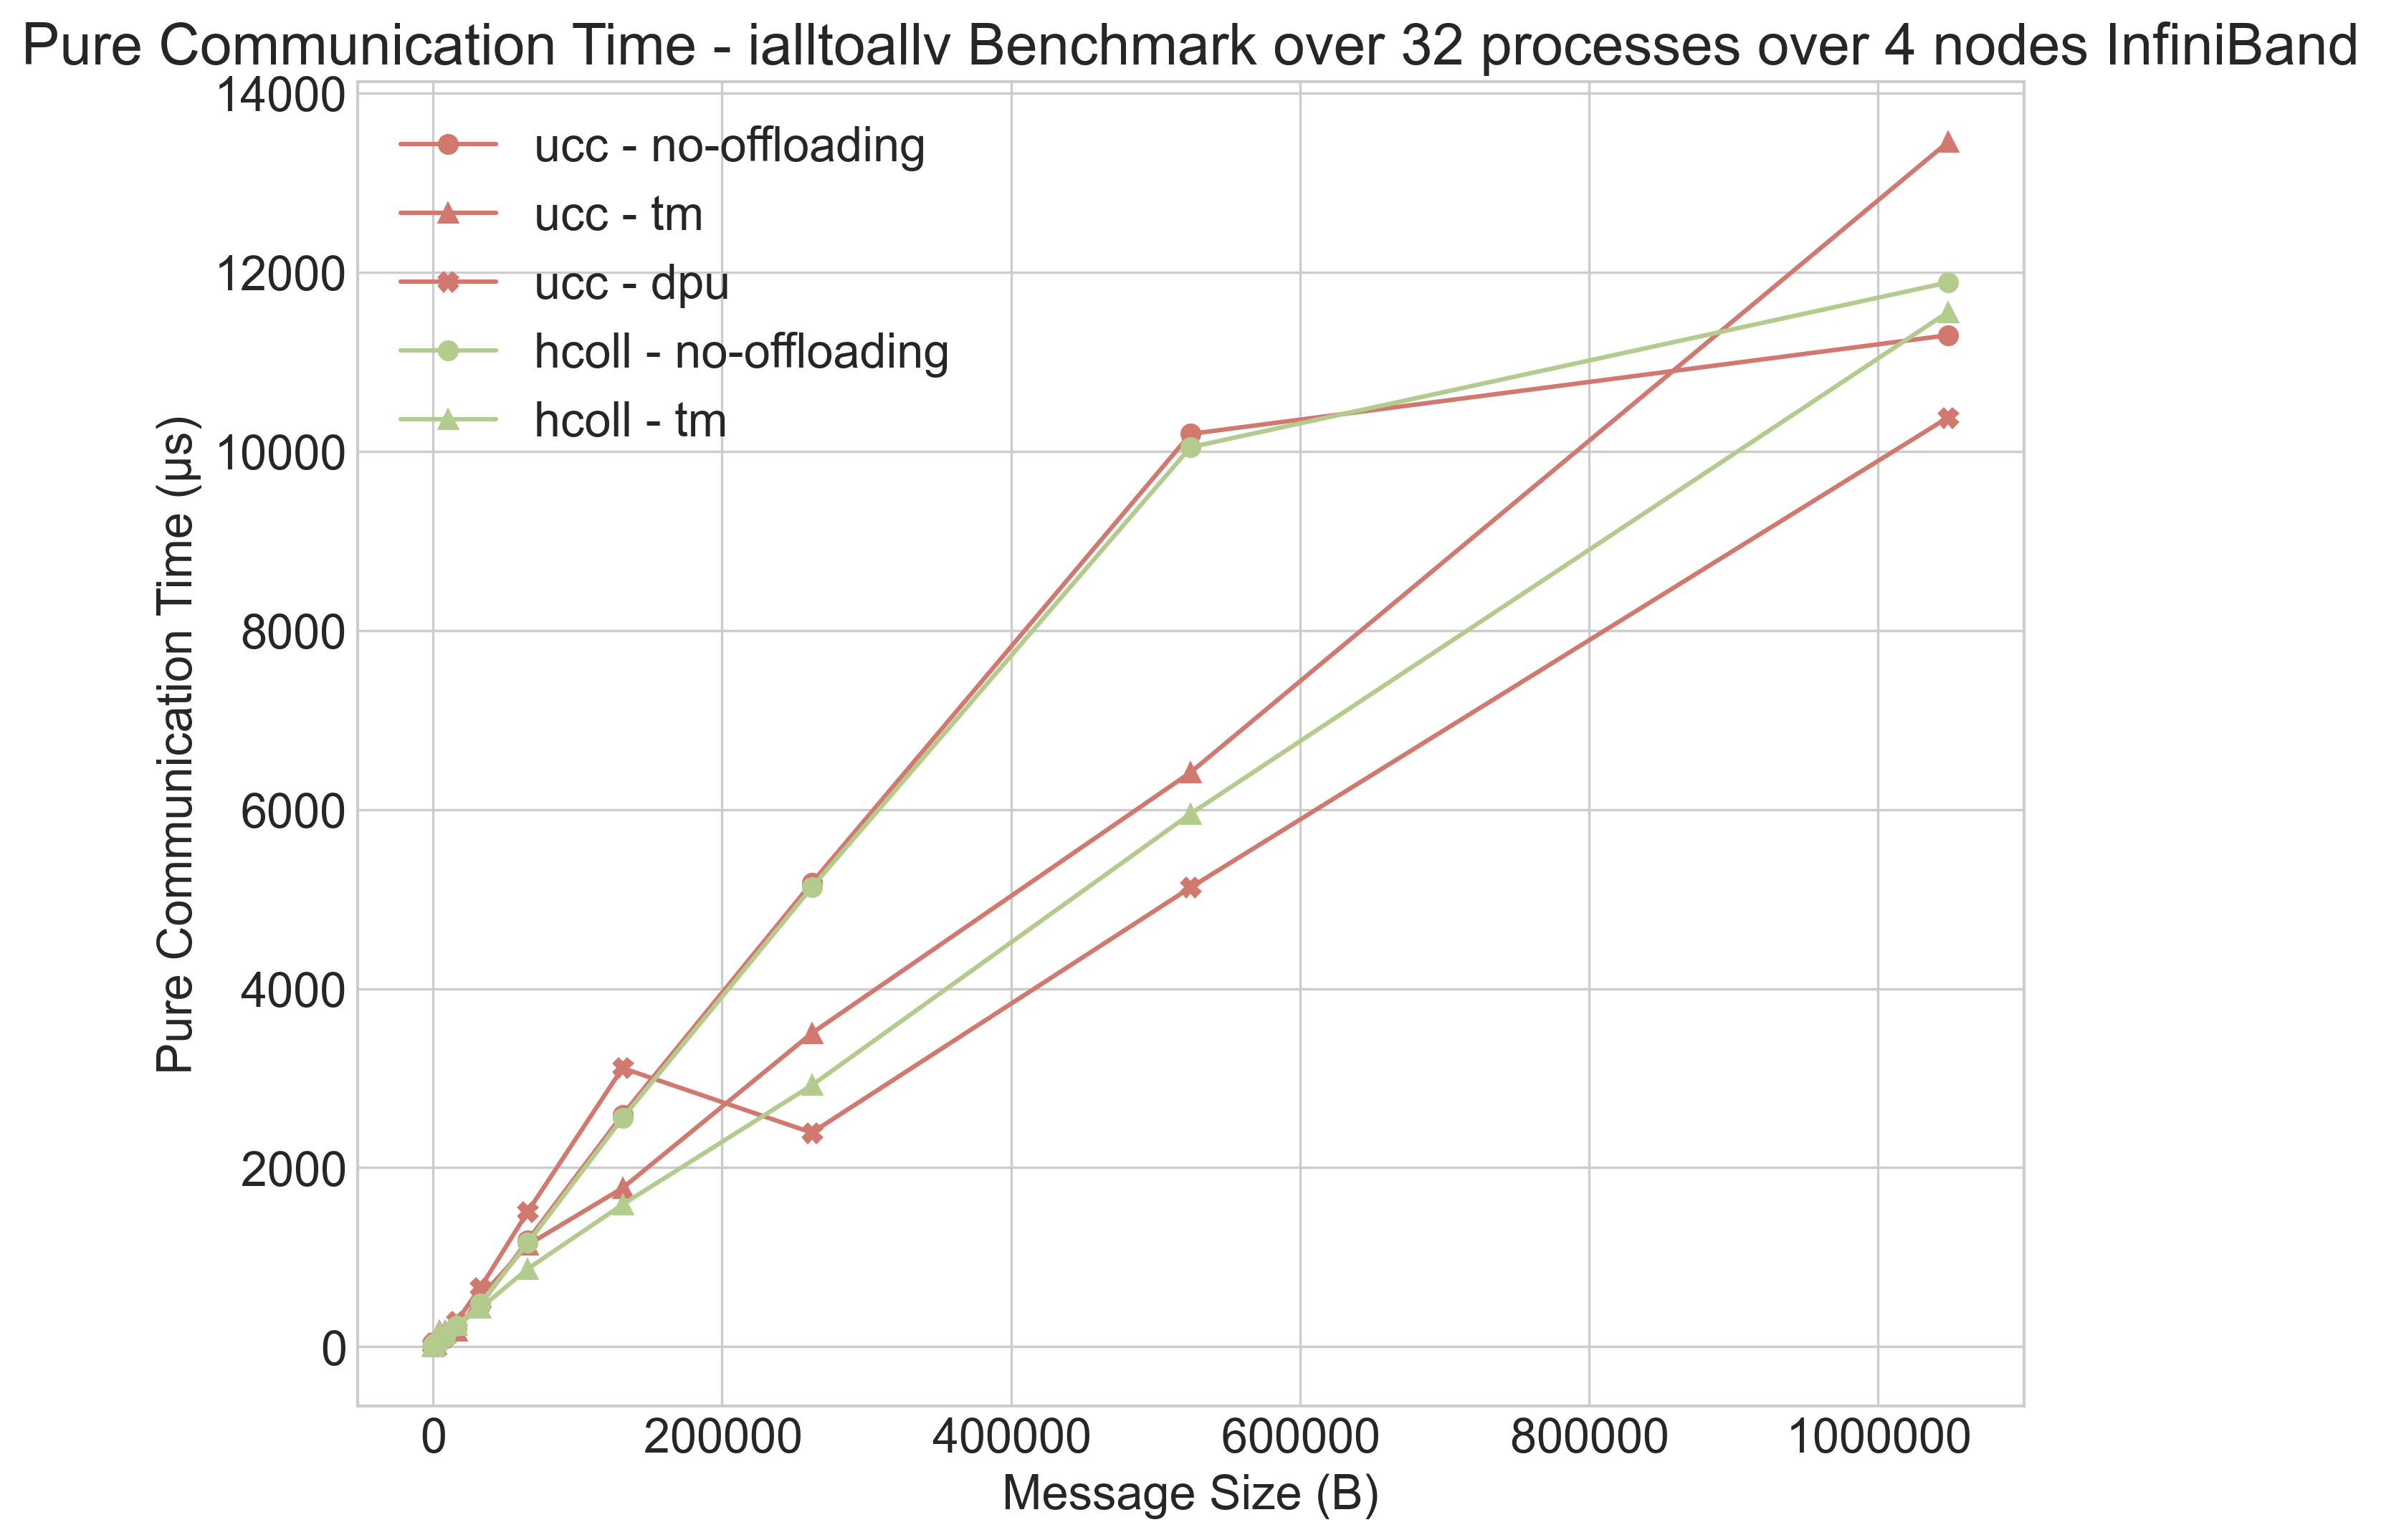 Pure Communication Time - ialltoallv Benchmark over 32 processes over 4 nodes InfiniBand
14000
12000
10000
8000
6000
4000
2000
0
Pure Communication Time (µs)
ucc - no-offloading
ucc - tm
ucc - dpu
hcoll - no-offloading
hcoll - tm
0 200000 400000 600000 800000 1000000
Message Size (B)